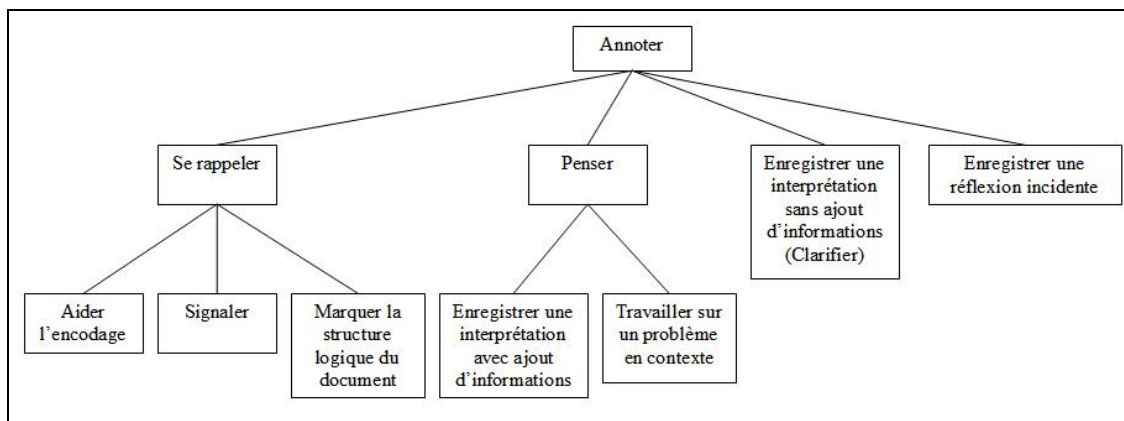 Annoter
Se rappeler
Penser
Enregistrer une
interprétation
sans ajout
d’informations
(Clarifier)
Enregistrer une
réflexion incidente
Aider
l’encodage
Signaler
Marquer la
structure
logique du
document
Enregistrer une
interprétation
avec ajout
d’informations
Travailler sur
un problème
en contexte